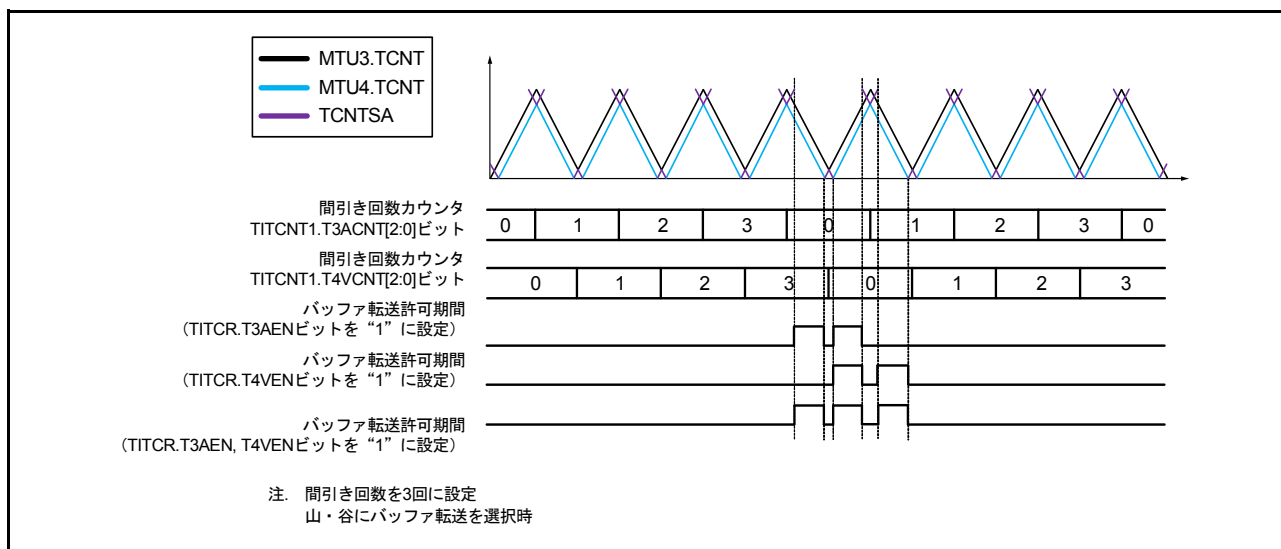 MTU3.TCNT
MTU4.TCNT
TCNTSA
間引き回数カウンタ
TITCNT1.T3ACNT[2:0]ビット
0 1 2 3 0 1 2 3 0
間引き回数カウンタ
TITCNT1.T4VCNT[2:0]ビット
0 1 2 3 0 1 2 3
バッファ転送許可期間
(TITCR.T3AENビットを“1”に設定)
バッファ転送許可期間
(TITCR.T4VENビットを“1”に設定)
バッファ転送許可期間
(TITCR.T3AEN, T4VENビットを“1”に設定)
注. 間引き回数を3回に設定
山・谷にバッファ転送を選択時